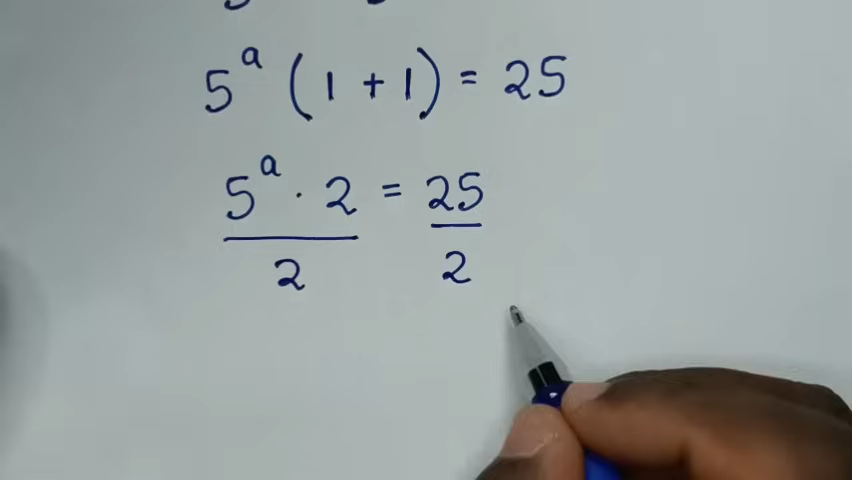 5^a (1 + 1) = 25
5^a · 2 / 2 = 25 / 2